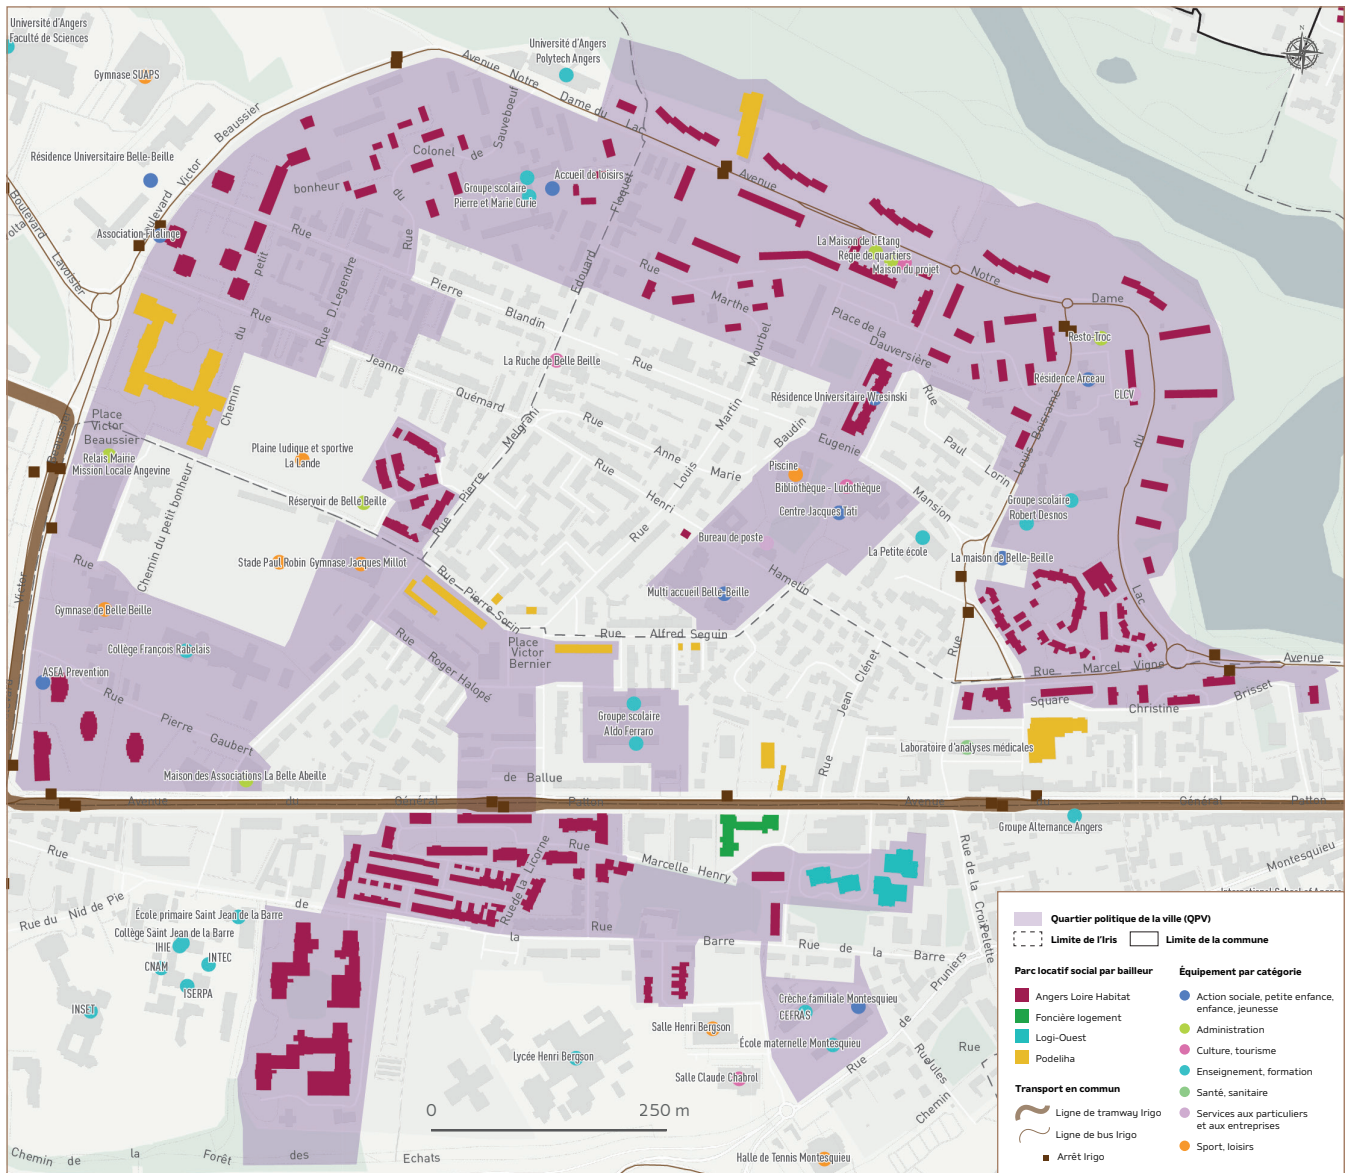 Université d'Angers
Faculté de Sciences
Gymnase SUAPS
Université d'Angers
Polytech Angers
Avenue Notre
Dame du Lac
Résidence Universitaire Belle-Beille
Boulevard Victor Beaussier
Boulevard
Lavoisier
Association Filalinge
Colonel de Sauveboeuf
bonheur
du
Rue
petit
Rue
Rue D.Legendre
du
Chemin
Groupe scolaire
Pierre et Marie Curie
Accueil de loisirs
Edouard Floquet
Avenue
Notre
Dame
du
Lac
La Maison de l'Etang
Régie de quartiers
Maison du projet
Rue
Marthe
Mourbel
Place de la
Dauversière
Resto-Troc
Résidence Arceau
CLCV
Pierre
Blandin
Rue
Jeanne
Quémard
La Ruche de Belle Beille
Résidence Universitaire Wresinski
Rue
Paul
Lorin
Louis Boisramé
Rue
Rue
Anne
Marie
Baudin
Martin
Louis
Rue
Henri
Rue
Eugenie
Mansion
Piscine
Bibliothèque - Ludothèque
Centre Jacques Tati
Bureau de poste
La Petite école
Groupe scolaire
Robert Desnos
La maison de Belle-Beille
Multi accueil Belle-Beille
Hamelin
Place
Victor
Beaussier
Relais Mairie
Mission Locale Angevine
Plaine ludique et sportive
La Lande
Réservoir de Belle Beille
Rue Pierre Melgrani
Chemin du petit bonheur
Stade Paul Robin
Gymnase Jacques Millot
Rue Pierre Sorin
Rue
Gymnase de Belle Beille
Collège François Rabelais
ASEA Prevention
Rue
Pierre
Gaubert
Victor
Maison des Associations La Belle Abeille
Rue
Roger Halopé
Place
Victor
Bernier
Rue Alfred Seguin
Groupe scolaire
Aldo Ferraro
de Ballue
Jean Clénet
Rue
Rue Marcel Vigne
Avenue
Square
Christine
Brisset
Laboratoire d'analyses médicales
Avenue du Général Patton
Avenue du Général Patton
Groupe Alternance Angers
Montesquieu
Rue
Rue du Nid de Pie
de
la
Rue
Barre
Rue de la Licorne
Rue
Marcelle Henry
Rue de la Barre
Rue de la Croix
Pelette
École primaire Saint Jean de la Barre
Collège Saint Jean de la Barre
IHIE
CNAM
INTEC
ISERPA
INSET
Lycée Henri Bergson
Salle Henri Bergson
Salle Claude Chabrol
Crèche familiale Montesquieu
CEFRAS
École maternelle Montesquieu
Rue de Pruniers
Rue
Jules
Rue
Chemin
Halle de Tennis Montesquieu
Chemin de la Forêt des Echats
0 250 m
Quartier politique de la ville (QPV)
Limite de l'Iris
Limite de la commune
Parc locatif social par bailleur
Angers Loire Habitat
Foncière logement
Logi-Ouest
Podeliha
Transport en commun
Ligne de tramway Irigo
Ligne de bus Irigo
Arrêt Irigo
Équipement par catégorie
Action sociale, petite enfance,
enfance, jeunesse
Administration
Culture, tourisme
Enseignement, formation
Santé, sanitaire
Services aux particuliers
et aux entreprises
Sport, loisirs